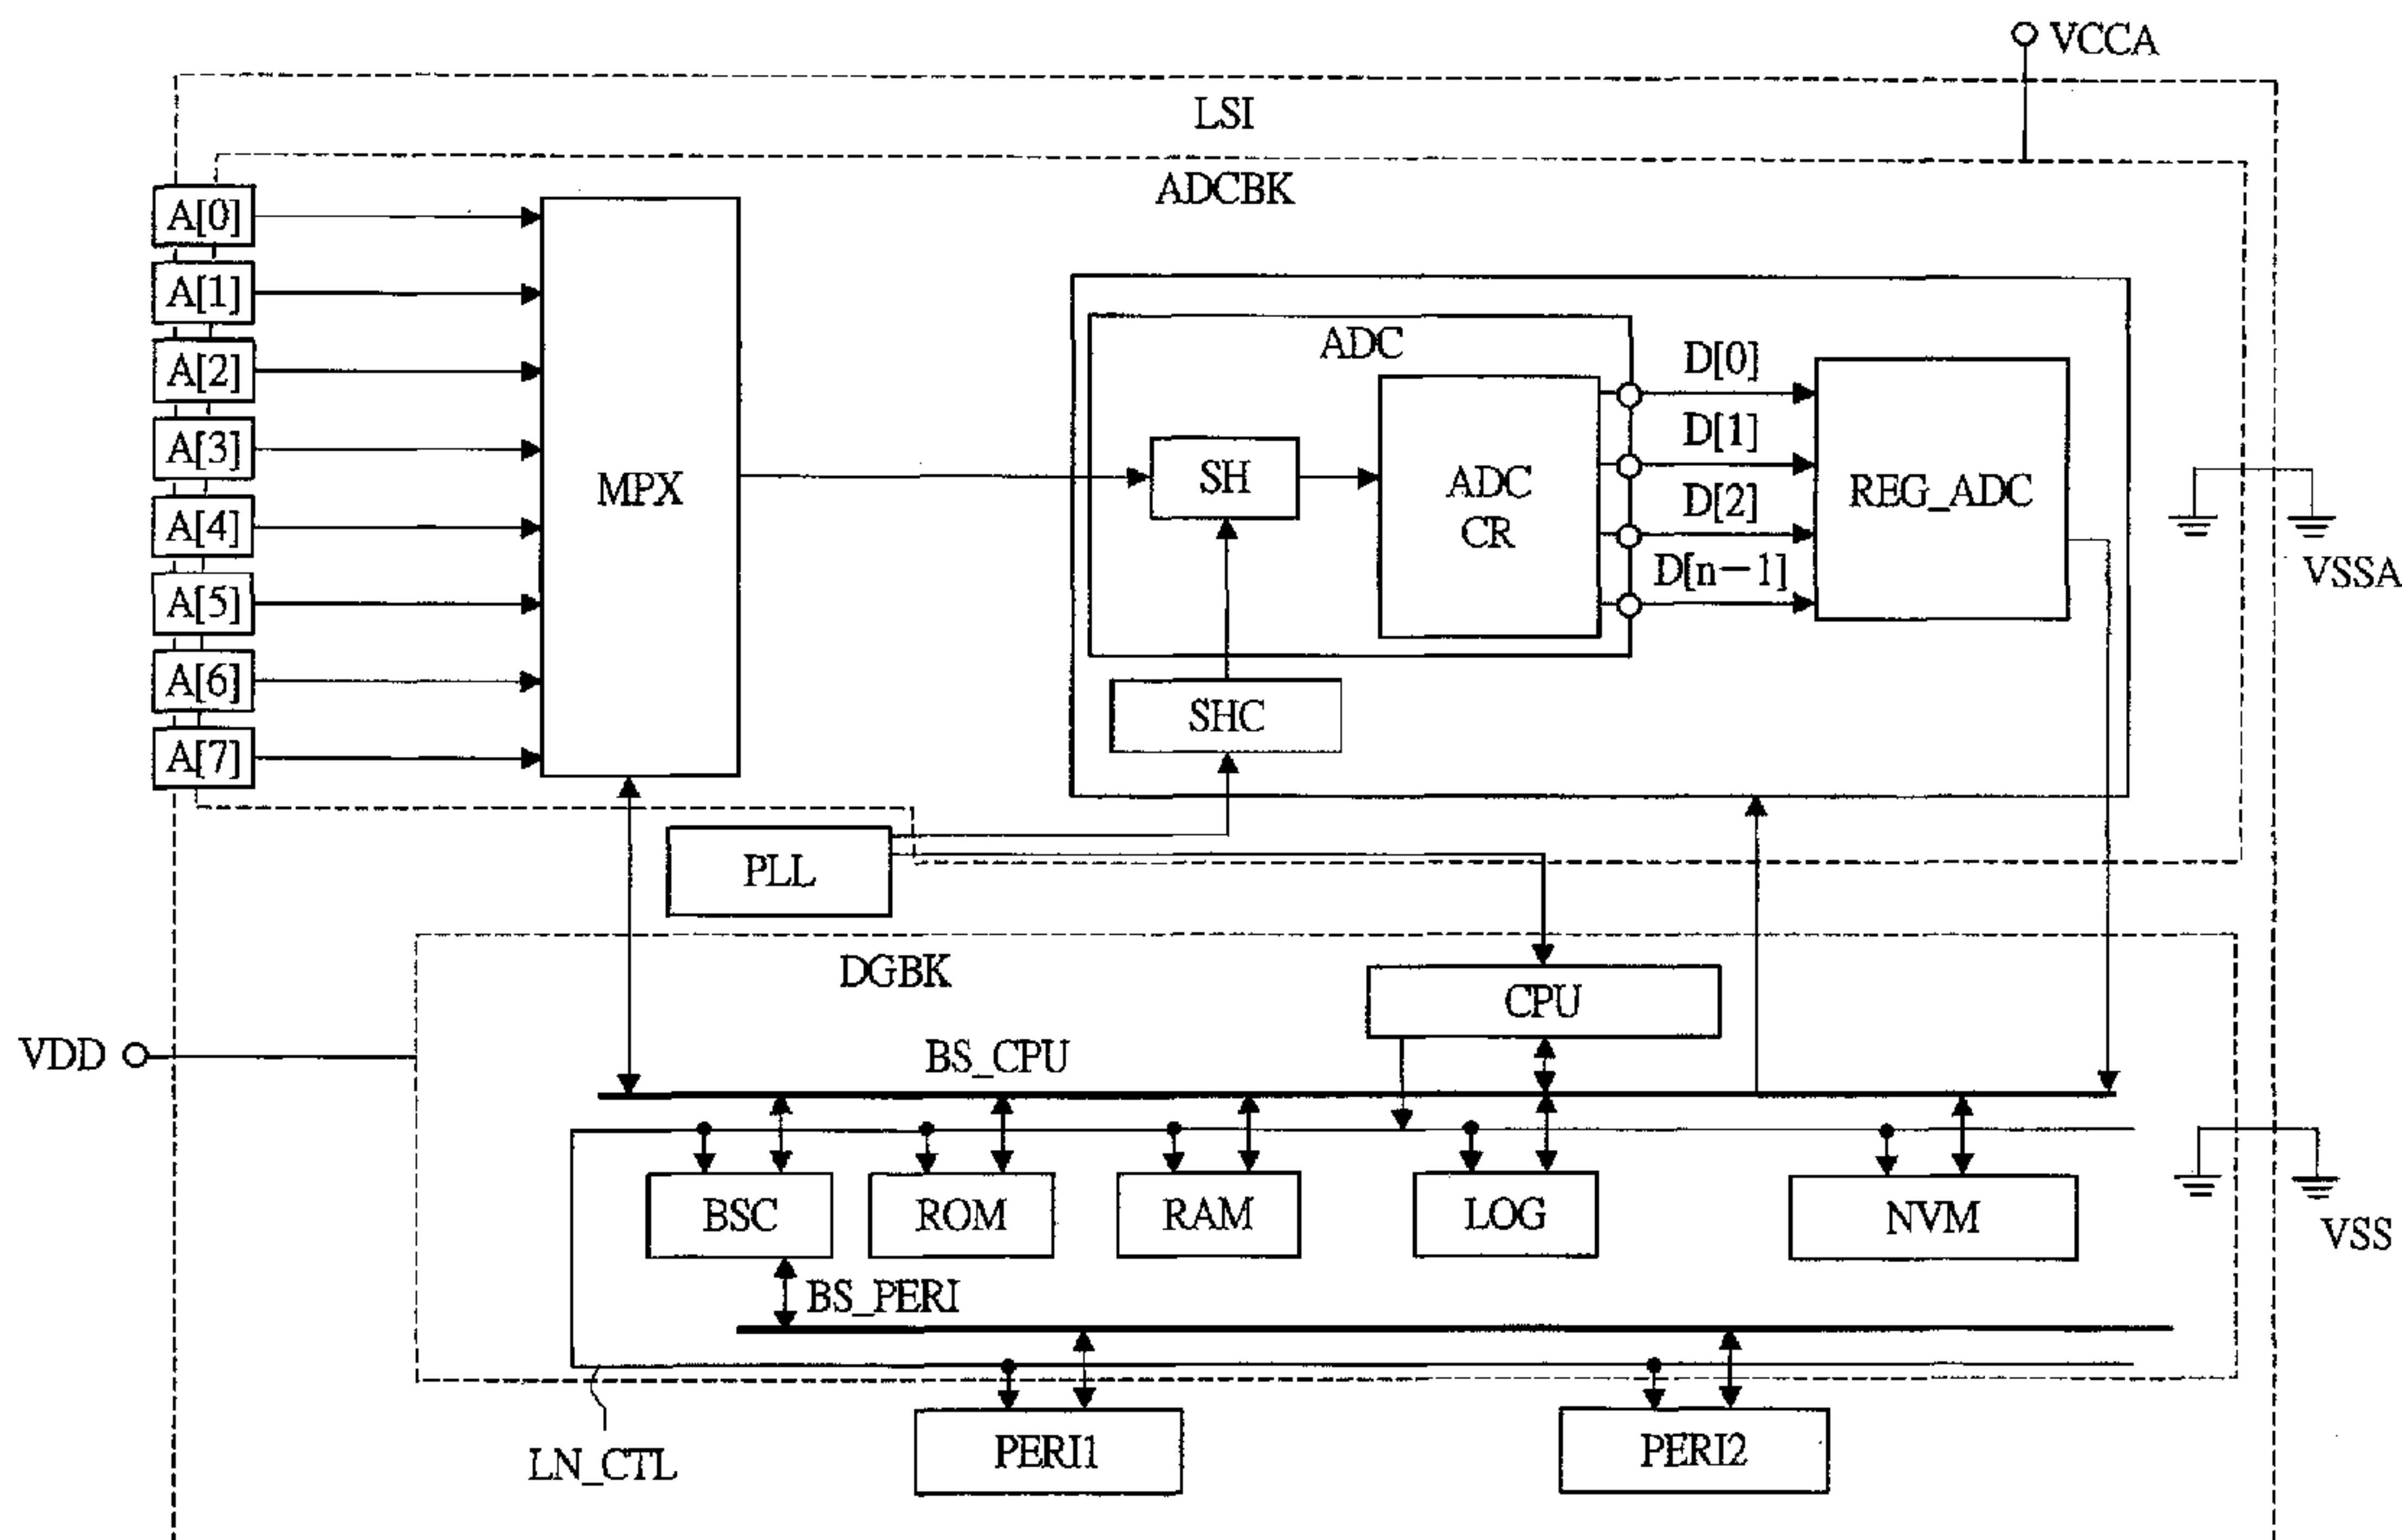 VCCA
LSI
ADCBK
A[0]
A[1]
A[2]
A[3]
A[4]
A[5]
A[6]
A[7]
MPX
ADC
SH
ADC
CR
SHC
D[0]
D[1]
D[2]
D[n−1]
REG_ADC
VSSA
PLL
DGBK
CPU
VDD
BS_CPU
BSC
ROM
RAM
LOG
NVM
VSS
BS_PERI
LN_CTL
PERI1
PERI2